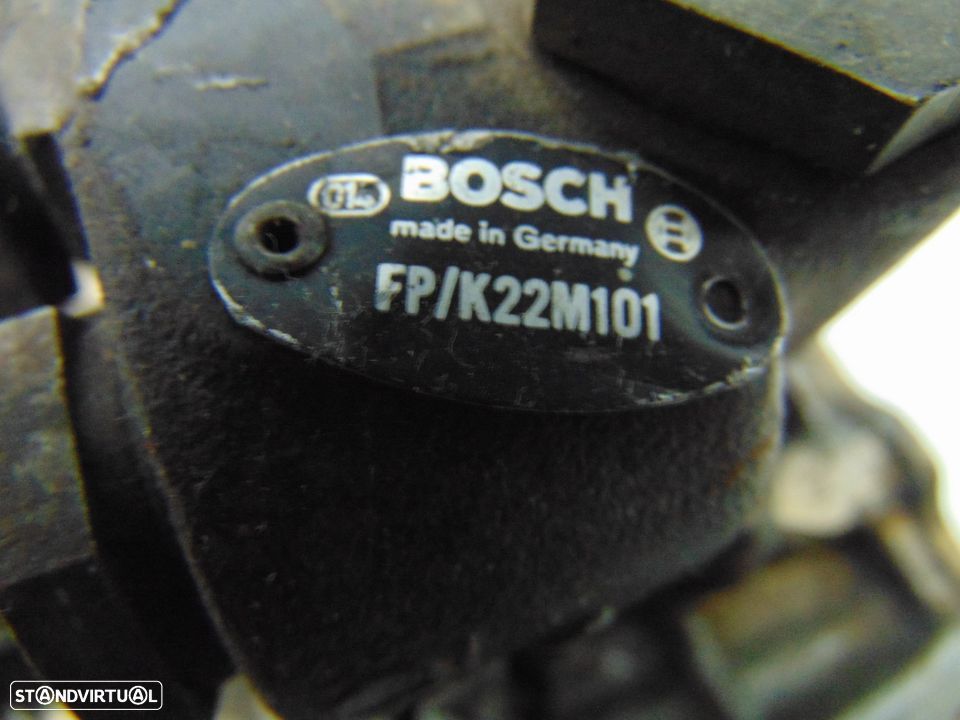 BOSCH
made in Germany
FP/K22M101
STANDVIRTUAL